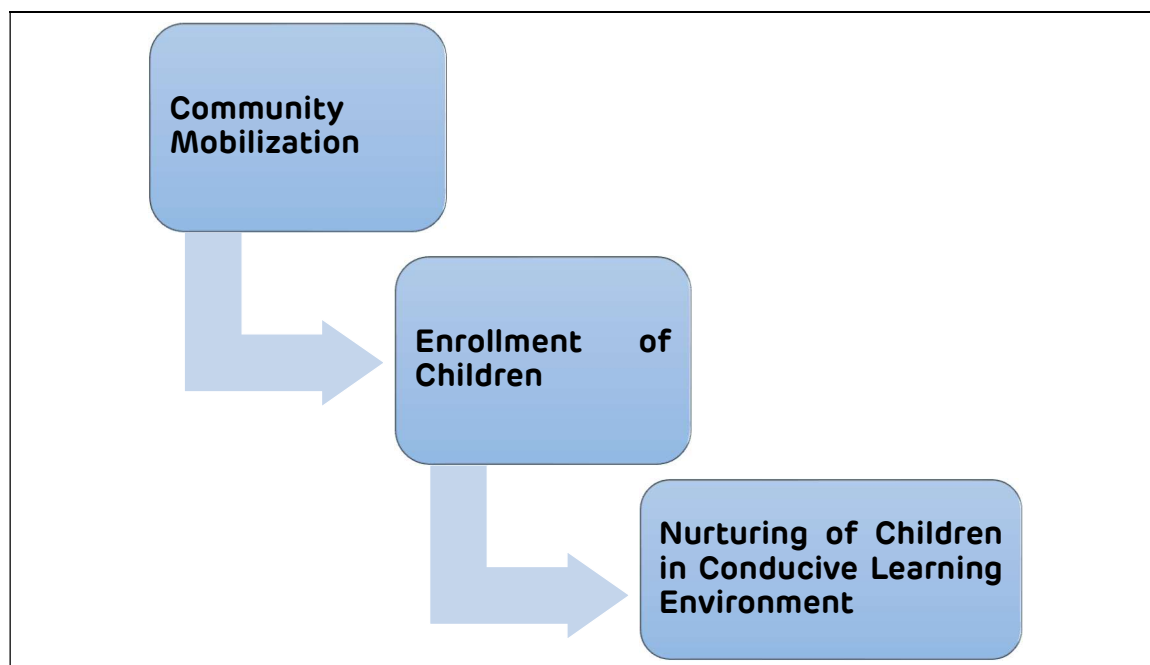 Community
Mobilization
Enrollment of
Children
Nurturing of Children
in Conducive Learning
Environment